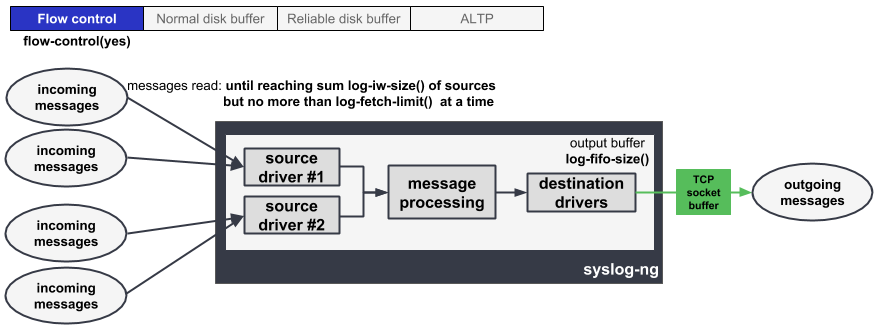 Flow control
Normal disk buffer
Reliable disk buffer
ALTP
flow-control(yes)
messages read: until reaching sum log-iw-size() of sources
but no more than log-fetch-limit() at a time
incoming
messages
incoming
messages
incoming
messages
incoming
messages
source
driver #1
source
driver #2
message
processing
output buffer
log-fifo-size()
destination
drivers
syslog-ng
TCP
socket
buffer
outgoing
messages